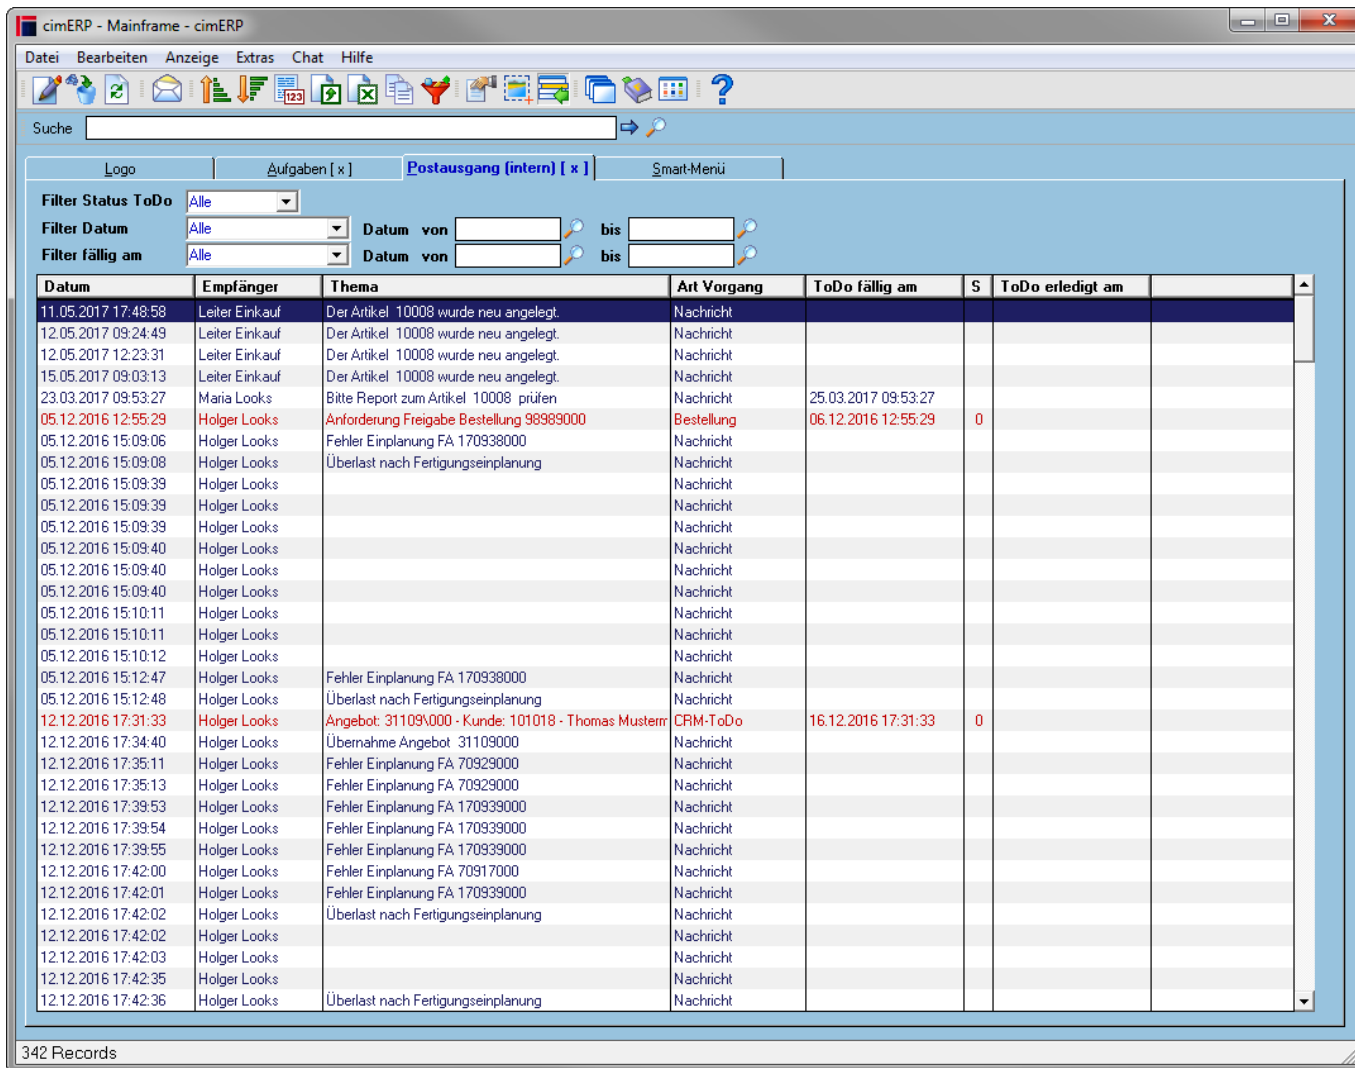 cimERP - Mainframe - cimERP
Datei Bearbeiten Anzeige Extras Chat Hilfe
123
Suche
Logo Aufgaben [ x ] Postausgang (intern) [ x ] Smart-Menü
Filter Status ToDo Alle
Filter Datum Alle Datum von bis
Filter fällig am Alle Datum von bis
Datum Empfänger Thema Art Vorgang ToDo fällig am S ToDo erledigt am
11.05.2017 17:48:58 Leiter Einkauf Der Artikel 10008 wurde neu angelegt. Nachricht
12.05.2017 09:24:49 Leiter Einkauf Der Artikel 10008 wurde neu angelegt. Nachricht
12.05.2017 12:23:31 Leiter Einkauf Der Artikel 10008 wurde neu angelegt. Nachricht
15.05.2017 09:03:13 Leiter Einkauf Der Artikel 10008 wurde neu angelegt. Nachricht
23.03.2017 09:53:27 Maria Looks Bitte Report zum Artikel 10008 prüfen Nachricht 25.03.2017 09:53:27
05.12.2016 12:55:29 Holger Looks Anforderung Freigabe Bestellung 98989000 Bestellung 06.12.2016 12:55:29 0
05.12.2016 15:09:06 Holger Looks Fehler Einplanung FA 170938000 Nachricht
05.12.2016 15:09:08 Holger Looks Überlast nach Fertigungseinplanung Nachricht
05.12.2016 15:09:39 Holger Looks Nachricht
05.12.2016 15:09:39 Holger Looks Nachricht
05.12.2016 15:09:39 Holger Looks Nachricht
05.12.2016 15:09:40 Holger Looks Nachricht
05.12.2016 15:09:40 Holger Looks Nachricht
05.12.2016 15:09:40 Holger Looks Nachricht
05.12.2016 15:10:11 Holger Looks Nachricht
05.12.2016 15:10:11 Holger Looks Nachricht
05.12.2016 15:10:12 Holger Looks Nachricht
05.12.2016 15:12:47 Holger Looks Fehler Einplanung FA 170938000 Nachricht
05.12.2016 15:12:48 Holger Looks Überlast nach Fertigungseinplanung Nachricht
12.12.2016 17:31:33 Holger Looks Angebot: 31109\000 - Kunde: 101018 - Thomas Musterm CRM-ToDo 16.12.2016 17:31:33 0
12.12.2016 17:34:40 Holger Looks Übernahme Angebot 31109000 Nachricht
12.12.2016 17:35:11 Holger Looks Fehler Einplanung FA 70929000 Nachricht
12.12.2016 17:35:13 Holger Looks Fehler Einplanung FA 70929000 Nachricht
12.12.2016 17:39:53 Holger Looks Fehler Einplanung FA 170939000 Nachricht
12.12.2016 17:39:54 Holger Looks Fehler Einplanung FA 170939000 Nachricht
12.12.2016 17:39:55 Holger Looks Fehler Einplanung FA 170939000 Nachricht
12.12.2016 17:42:00 Holger Looks Fehler Einplanung FA 70917000 Nachricht
12.12.2016 17:42:01 Holger Looks Fehler Einplanung FA 170939000 Nachricht
12.12.2016 17:42:02 Holger Looks Überlast nach Fertigungseinplanung Nachricht
12.12.2016 17:42:02 Holger Looks Nachricht
12.12.2016 17:42:03 Holger Looks Nachricht
12.12.2016 17:42:35 Holger Looks Nachricht
12.12.2016 17:42:36 Holger Looks Überlast nach Fertigungseinplanung Nachricht
342 Records